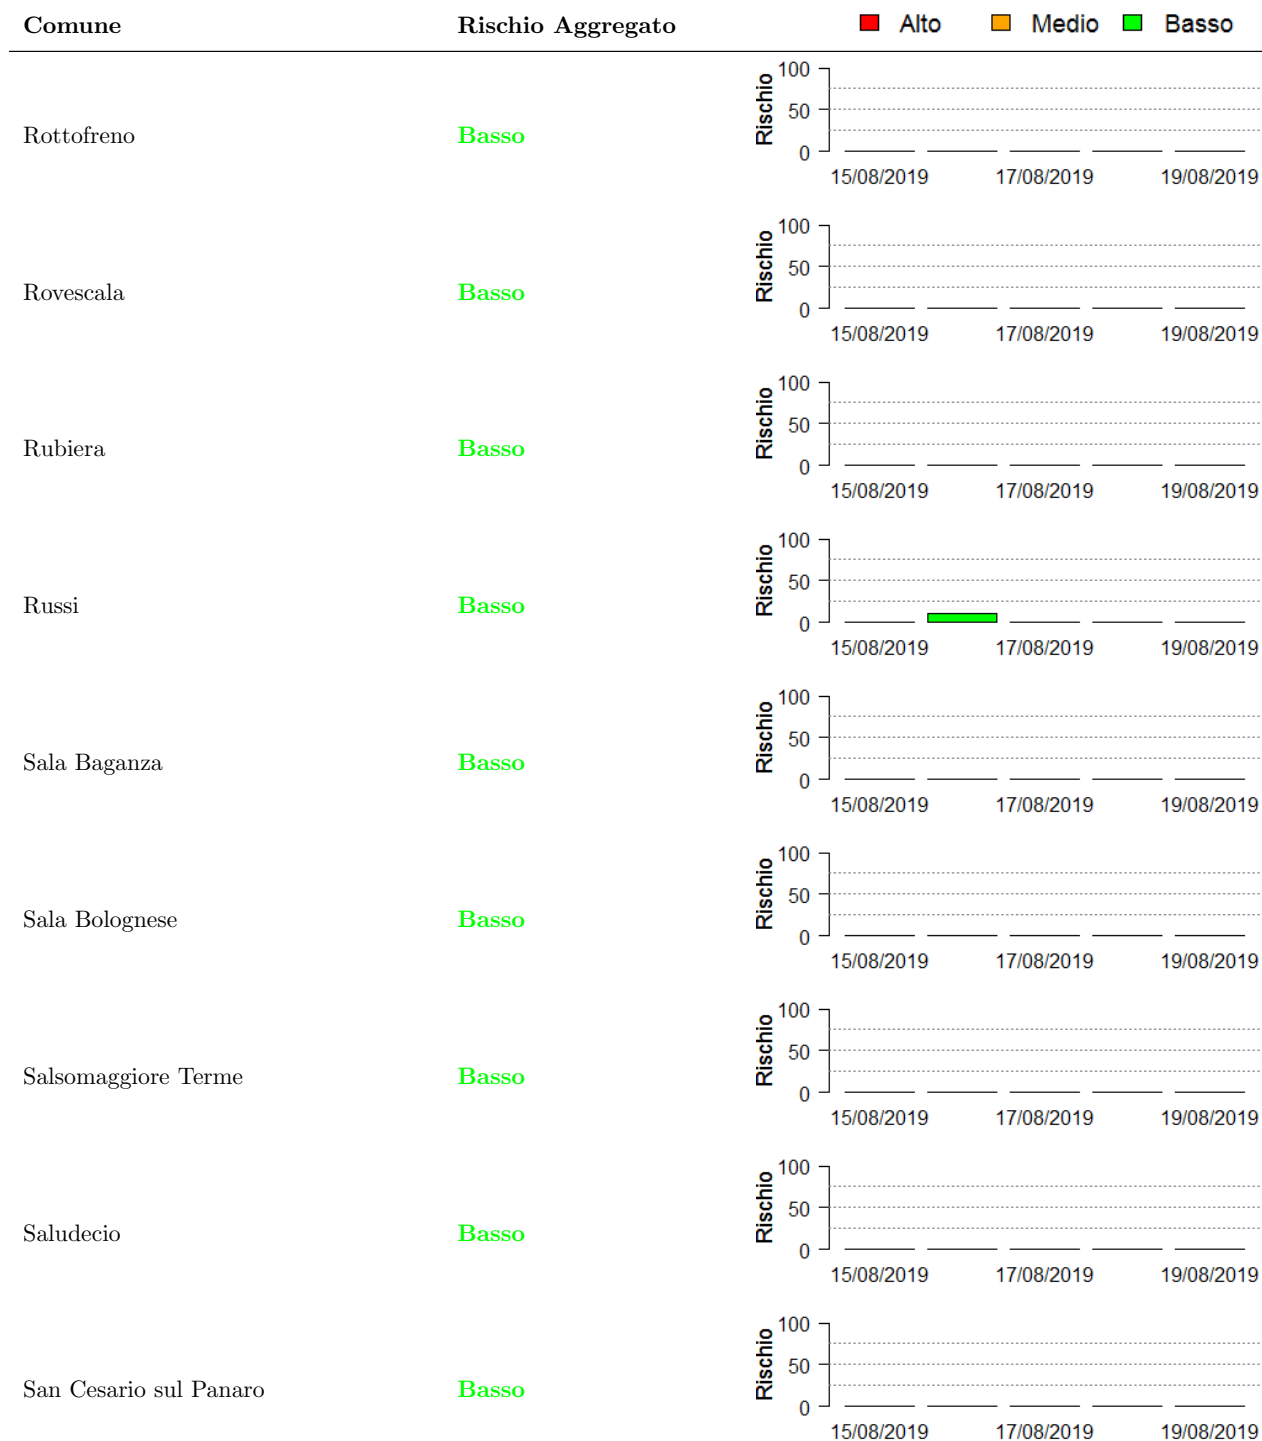 Comune Rischio Aggregato Alto Medio Basso
100
Rischio
50
Rottofreno Basso
0
15/08/2019 17/08/2019 19/08/2019
100
Rischio
50
Rovescala Basso
0
15/08/2019 17/08/2019 19/08/2019
100
Rischio
50
Rubiera Basso
0
15/08/2019 17/08/2019 19/08/2019
100
Rischio
50
Russi Basso
0
15/08/2019 17/08/2019 19/08/2019
100
Rischio
50
Sala Baganza Basso
0
15/08/2019 17/08/2019 19/08/2019
100
Rischio
50
Sala Bolognese Basso
0
15/08/2019 17/08/2019 19/08/2019
100
Rischio
50
Salsomaggiore Terme Basso
0
15/08/2019 17/08/2019 19/08/2019
100
Rischio
50
Saludecio Basso
0
15/08/2019 17/08/2019 19/08/2019
100
Rischio
50
San Cesario sul Panaro Basso
0
15/08/2019 17/08/2019 19/08/2019